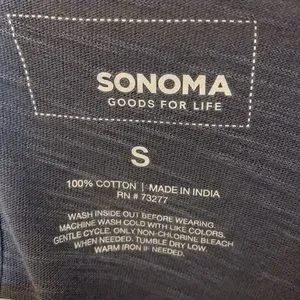 SONOMA
GOODS FOR LIFE
S
100% COTTON | MADE IN INDIA
RN # 73277
WASH INSIDE OUT BEFORE WEARING.
MACHINE WASH COLD WITH LIKE COLORS,
GENTLE CYCLE. ONLY NON-CHLORINE BLEACH
WHEN NEEDED. TUMBLE DRY LOW.
WARM IRON IF NEEDED.